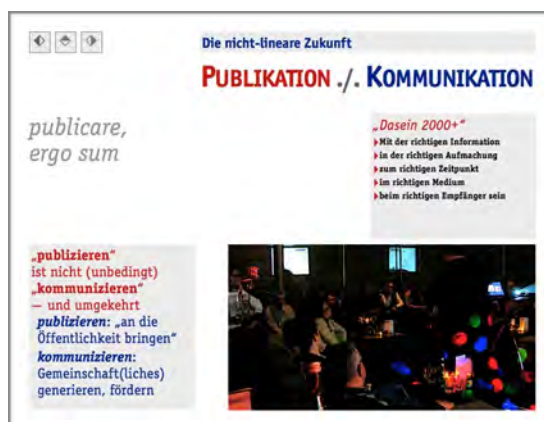 Die nicht-lineare Zukunft
PUBLIKATION ./. KOMMUNIKATION
publicare,
ergo sum
„Dasein 2000+“
Mit der richtigen Information
in der richtigen Aufmachung
zum richtigen Zeitpunkt
im richtigen Medium
beim richtigen Empfänger sein
„publizieren“
ist nicht (unbedingt)
„kommunizieren“
— und umgekehrt
publizieren: „an die
Öffentlichkeit bringen“
kommunizieren:
Gemeinschaft(liches)
generieren, fördern